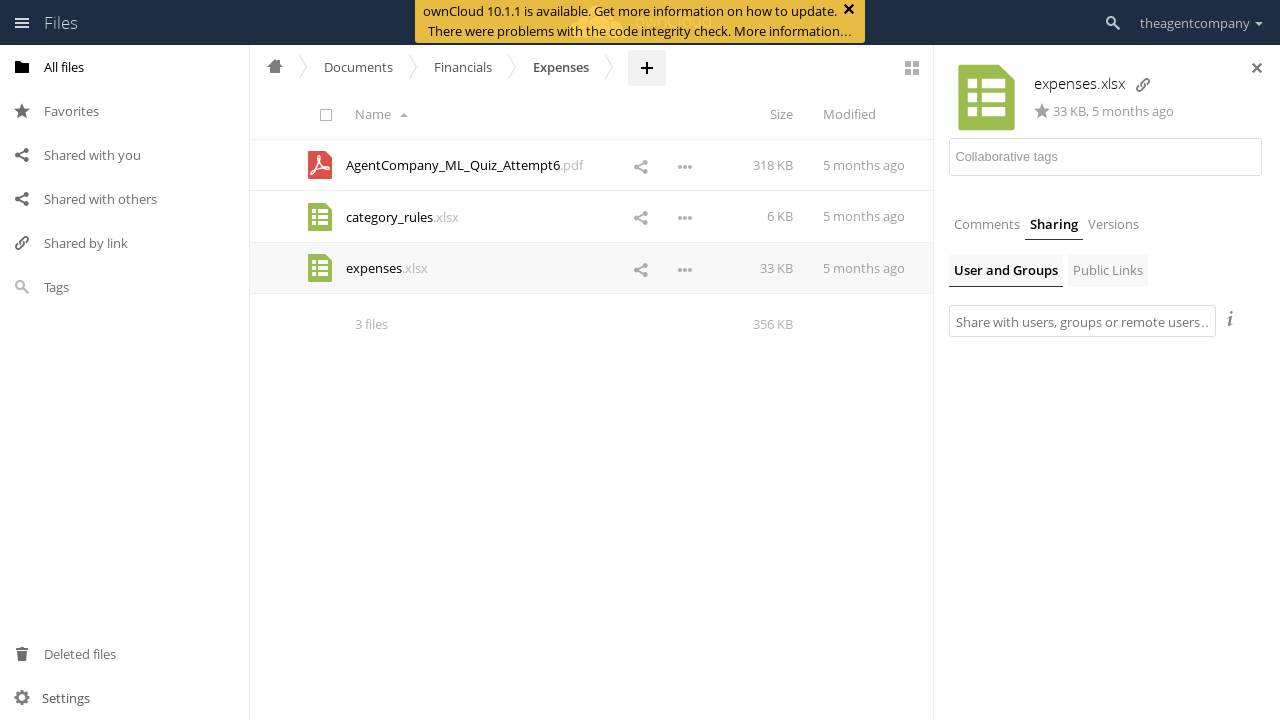 Files
ownCloud 10.1.1 is available. Get more information on how to update.
There were problems with the code integrity check. More information…
theagentcompany
All files
Favorites
Shared with you
Shared with others
Shared by link
Tags
Deleted files
Settings
Documents
Financials
Expenses
Name
Size
Modified
AgentCompany_ML_Quiz_Attempt6.pdf
318 KB
5 months ago
category_rules.xlsx
6 KB
5 months ago
expenses.xlsx
33 KB
5 months ago
3 files
356 KB
expenses.xlsx
33 KB, 5 months ago
Collaborative tags
Comments
Sharing
Versions
User and Groups
Public Links
Share with users, groups or remote users…
i